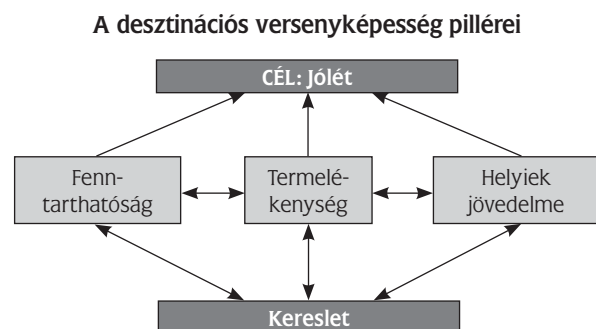 A desztinációs versenyképesség pillérei
CÉL: Jólét
Fenn-
tarthatóság
Termelé-
kenység
Helyiek
jövedelme
Kereslet